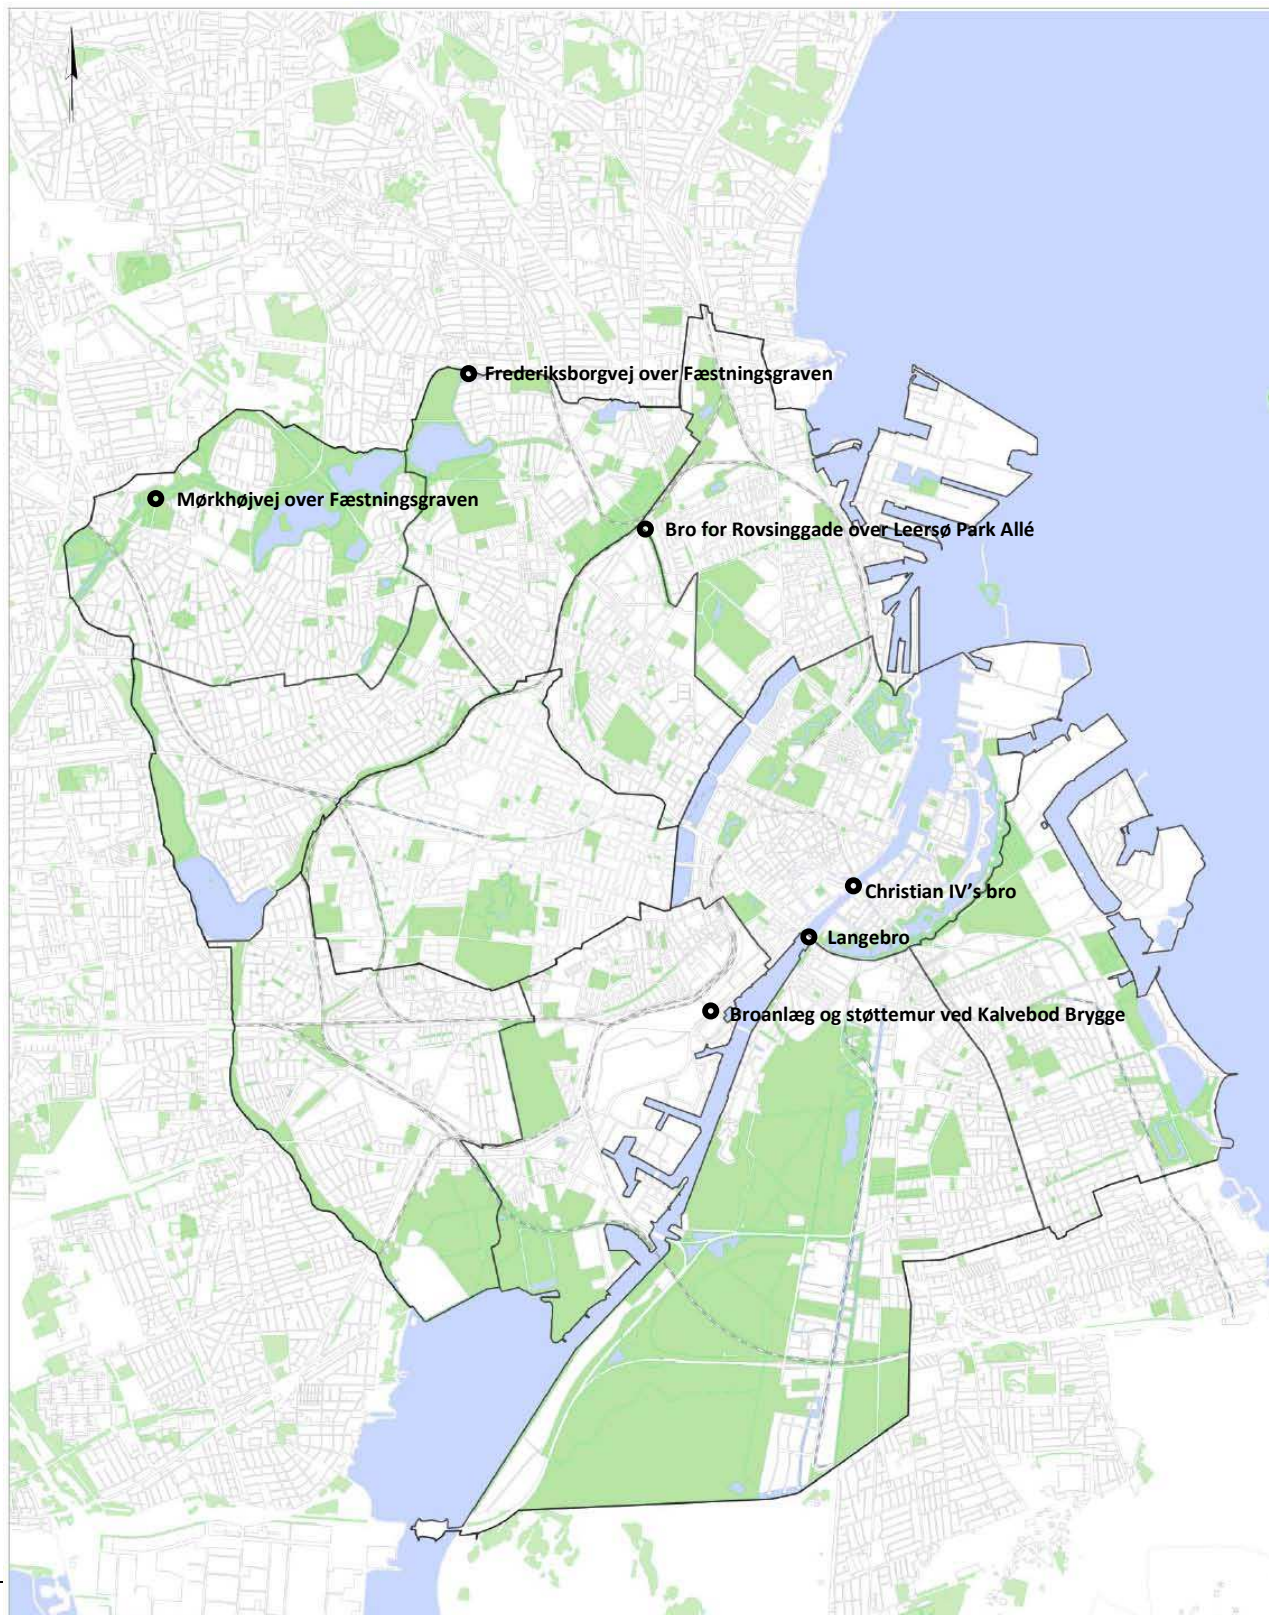 Frederiksborgvej over Fæstningsgraven
Mørkhøjvej over Fæstningsgraven
Bro for Rovsinggade over Leersø Park Allé
Christian IV's bro
Langebro
Broanlæg og støttemur ved Kalvebod Brygge